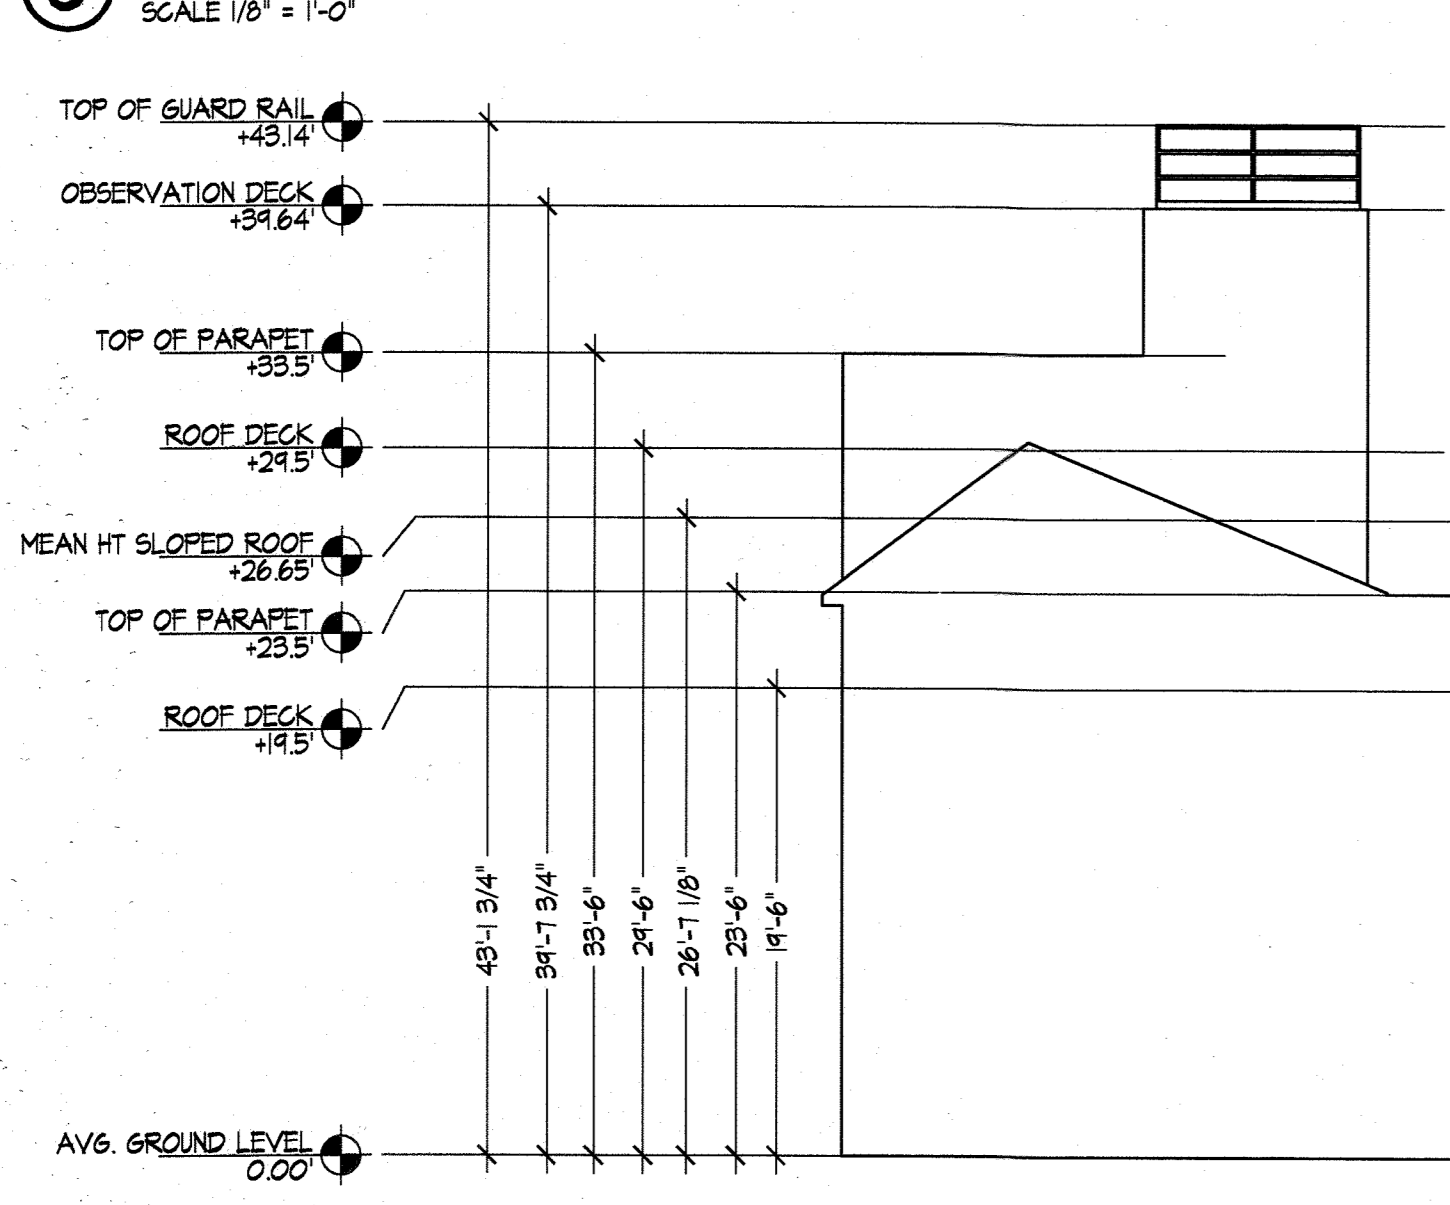 SCALE 1/8" = 1'-0"
TOP OF GUARD RAIL
+43.14'
OBSERVATION DECK
+39.64'
TOP OF PARAPET
+33.5'
ROOF DECK
+29.5'
MEAN HT SLOPED ROOF
+26.65'
TOP OF PARAPET
+23.5'
ROOF DECK
+19.5'
43'-1 3/4"
39'-7 3/4"
33'-6"
29'-6"
26'-7 1/8"
23'-6"
19'-6"
AVG. GROUND LEVEL
0.00'